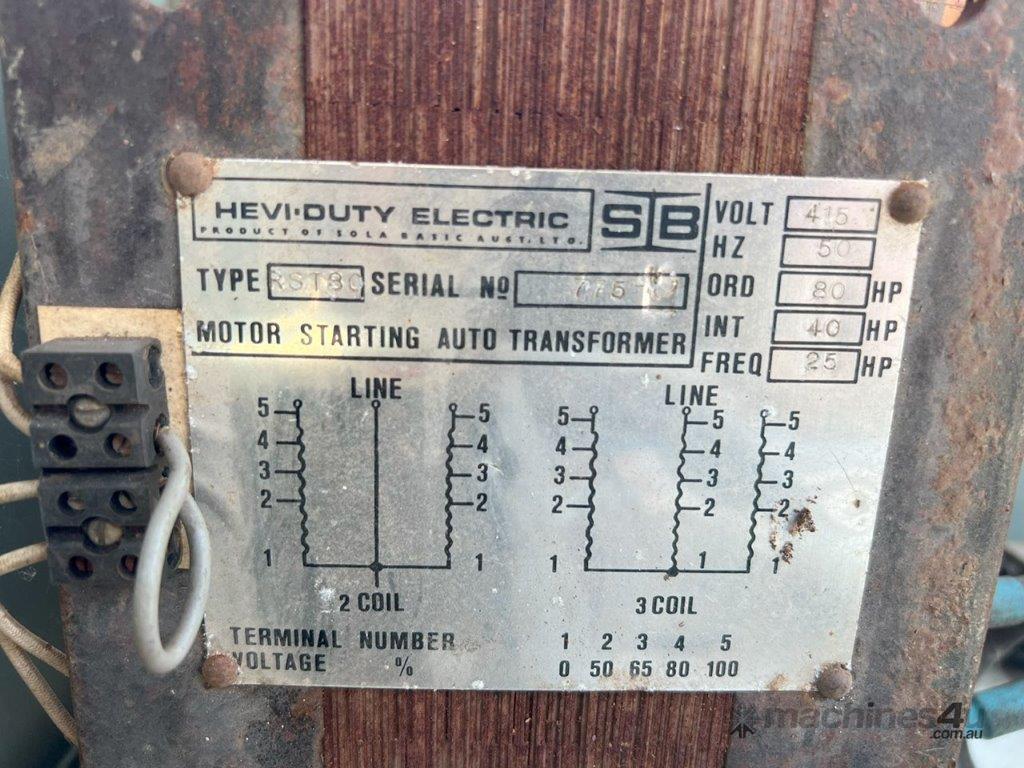 HEVI·DUTY ELECTRIC
PRODUCT OF SOLA BASIC AUST. LTD.
STB
TYPE RST80 SERIAL Nº
MOTOR STARTING AUTO TRANSFORMER
VOLT 415
HZ 50
ORD 80 HP
INT 40 HP
FREQ 25 HP
LINE
5 5
4 4
3 3
2 2
1 1
2 COIL
LINE
5 5 5
4 4 4
3 3 3
2 2 2
1 1 1
3 COIL
TERMINAL NUMBER 1 2 3 4 5
VOLTAGE % 0 50 65 80 100
machines4u
.com.au